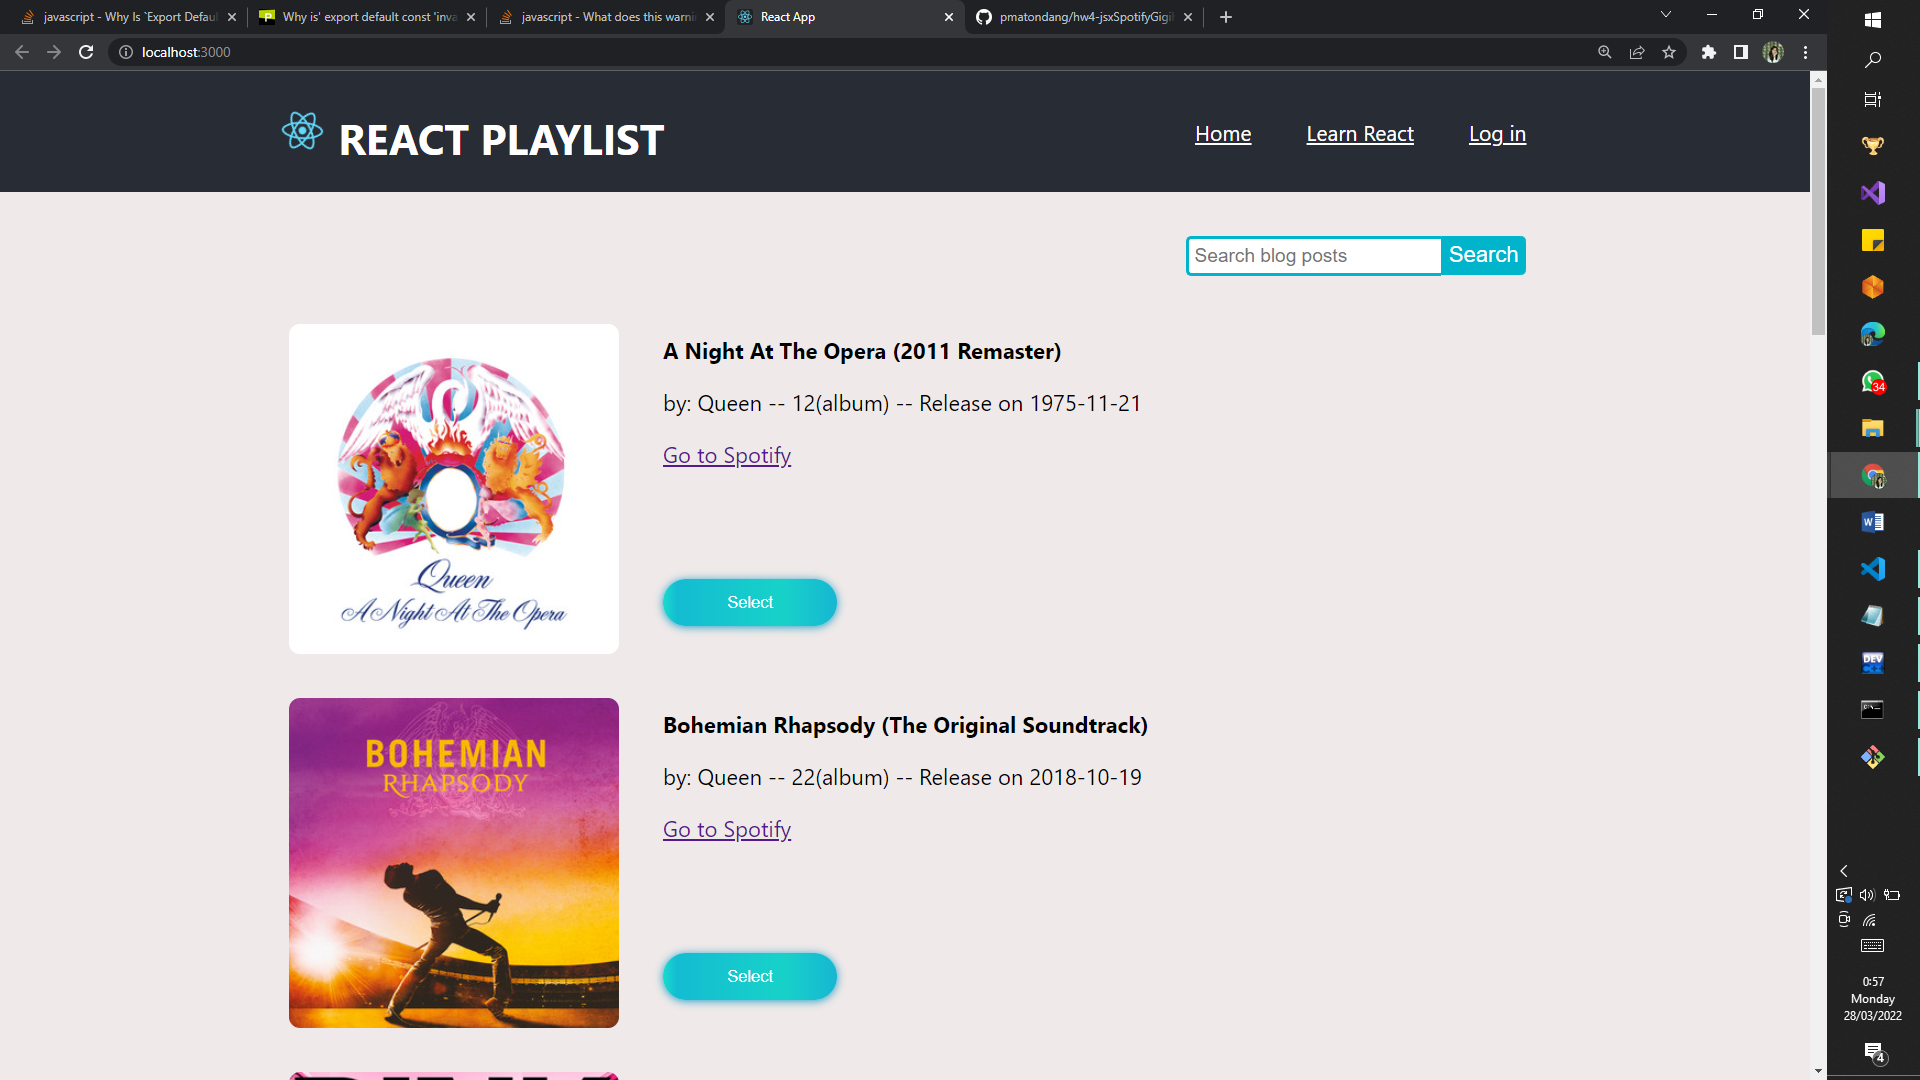 javascript - Why Is `Export Defau
Why is' export default const 'inva
javascript - What does this warni
React App
pmatondang/hw4-jsxSpotifyGigi
localhost:3000
REACT PLAYLIST
Home
Learn React
Log in
Search blog posts
Search
A Night At The Opera (2011 Remaster)
by: Queen -- 12(album) -- Release on 1975-11-21
Go to Spotify
Queen
A Night At The Opera
Select
BOHEMIAN
RHAPSODY
Bohemian Rhapsody (The Original Soundtrack)
by: Queen -- 22(album) -- Release on 2018-10-19
Go to Spotify
Select
34
DEV
0:57
Monday
28/03/2022
4